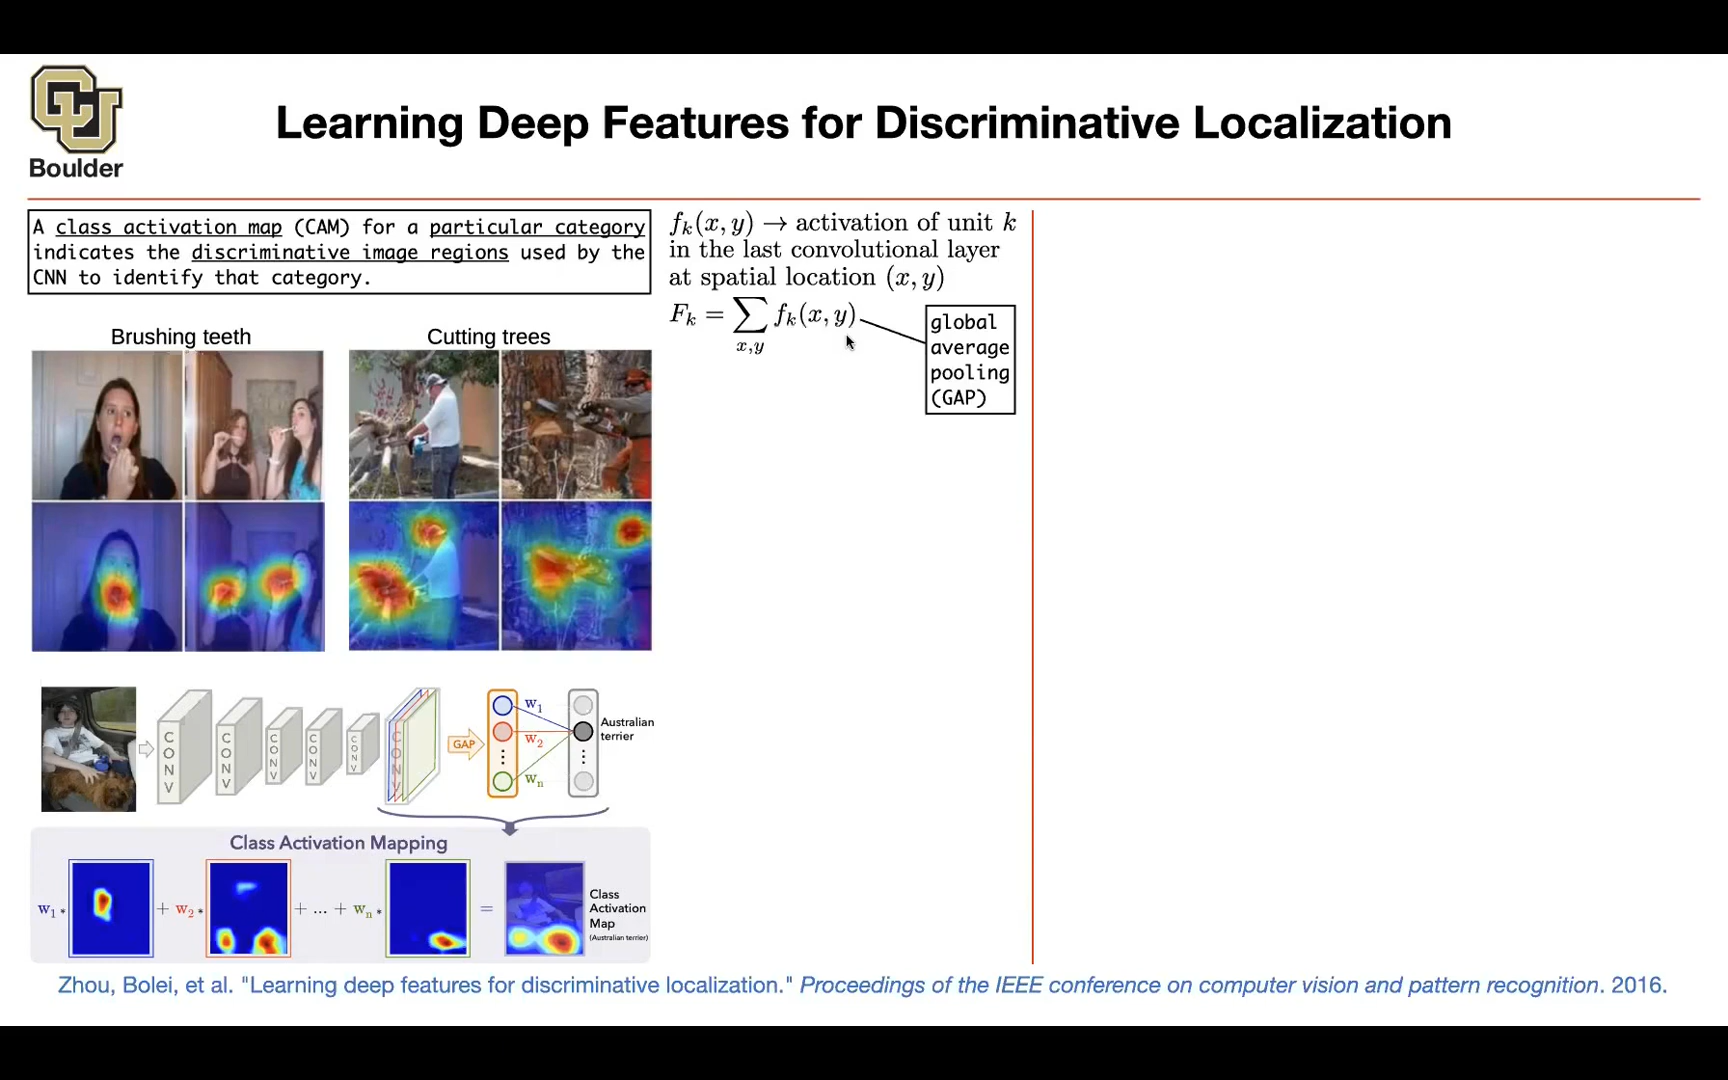 Boulder
Learning Deep Features for Discriminative Localization
A class activation map (CAM) for a particular category
indicates the discriminative image regions used by the
CNN to identify that category.
Brushing teeth
Cutting trees
CONV
CONV
CONV
CONV
CONV
CONV
GAP
w₁
w₂
⋮
wₙ
⋮
Australian
terrier
Class Activation Mapping
w₁ * + w₂ * + ... + wₙ * =
Class
Activation
Map
(Australian terrier)
f_k(x, y) → activation of unit k
in the last convolutional layer
at spatial location (x, y)
F_k = ∑ f_k(x, y)
x,y
global
average
pooling
(GAP)
Zhou, Bolei, et al. "Learning deep features for discriminative localization." Proceedings of the IEEE conference on computer vision and pattern recognition. 2016.